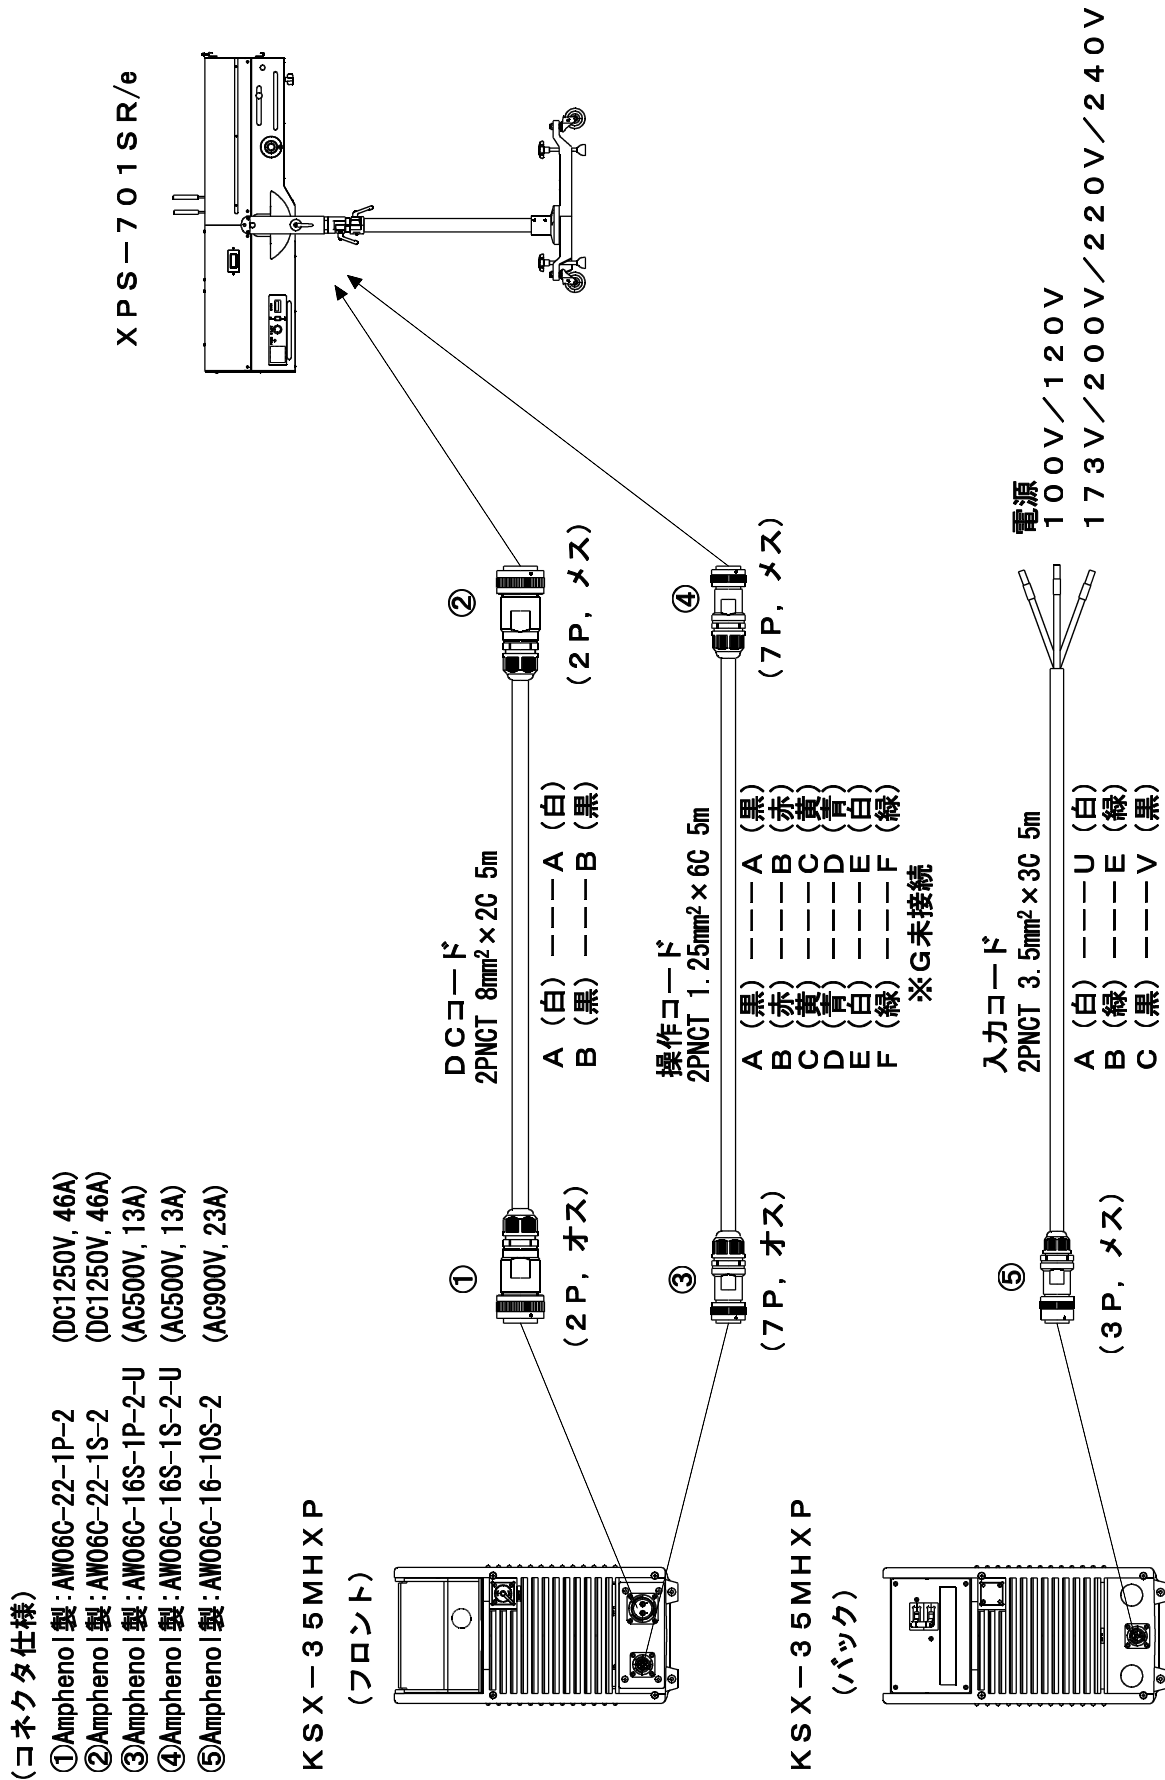 (コネクタ仕様)
①Amphenol製:AW06C-22-1P-2 (DC1250V,46A)
②Amphenol製:AW06C-22-1S-2 (DC1250V,46A)
③Amphenol製:AW06C-16S-1P-2-U (AC500V,13A)
④Amphenol製:AW06C-16S-1S-2-U (AC500V,13A)
⑤Amphenol製:AW06C-16-10S-2 (AC900V,23A)
XPS-701SR/e
KSX-35MHXP
(フロント)
①
(2P, オス)
DCコード
2PNCT 8mm²×2C 5m
A (白) ----A (白)
B (黒) ----B (黒)
②
(2P, メス)
③
(7P, オス)
操作コード
2PNCT 1.25mm²×6C 5m
A (黒) ----A (黒)
B (赤) ----B (赤)
C (黄) ----C (黄)
D (青) ----D (青)
E (白) ----E (白)
F (緑) ----F (緑)
※G未接続
④
(7P, メス)
KSX-35MHXP
(バック)
⑤
(3P, メス)
入力コード
2PNCT 3.5mm²×3C 5m
A (白) ----U (白)
B (緑) ----E (緑)
C (黒) ----V (黒)
電源
100V/120V
173V/200V/220V/240V